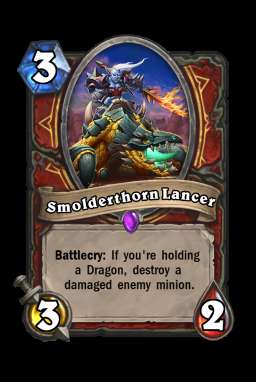 3
Smolderthorn Lancer
Battlecry: If you're holding
a Dragon, destroy a
damaged enemy minion.
3
2